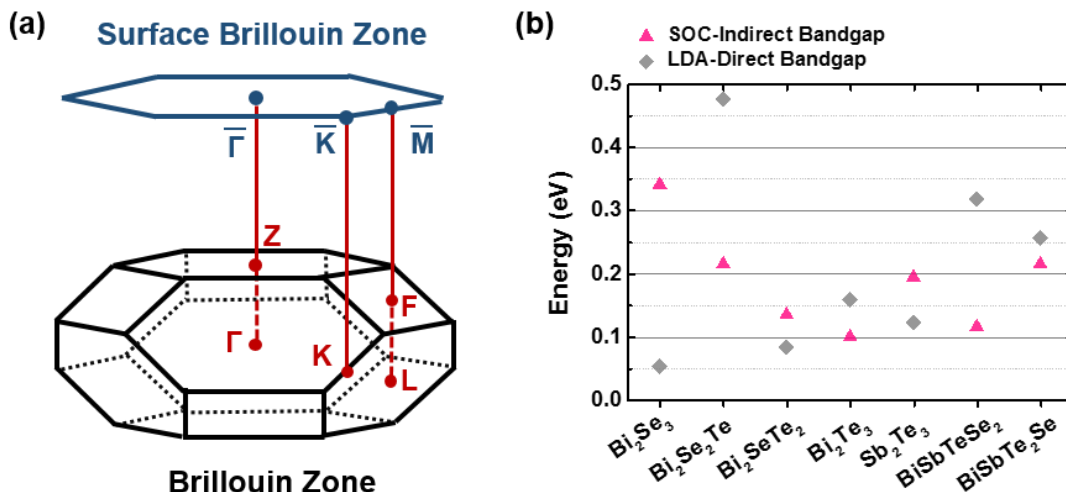 (a)
Surface Brillouin Zone
Γ̅
K̅
M̅
Z
F
Γ
K
L
Brillouin Zone
(b)
SOC-Indirect Bandgap
LDA-Direct Bandgap
Energy (eV)
0.5
0.4
0.3
0.2
0.1
0.0
Bi₂Se₃
Bi₂Se₂Te
Bi₂SeTe₂
Bi₂Te₃
Sb₂Te₃
BiSbTeSe₂
BiSbTe₂Se